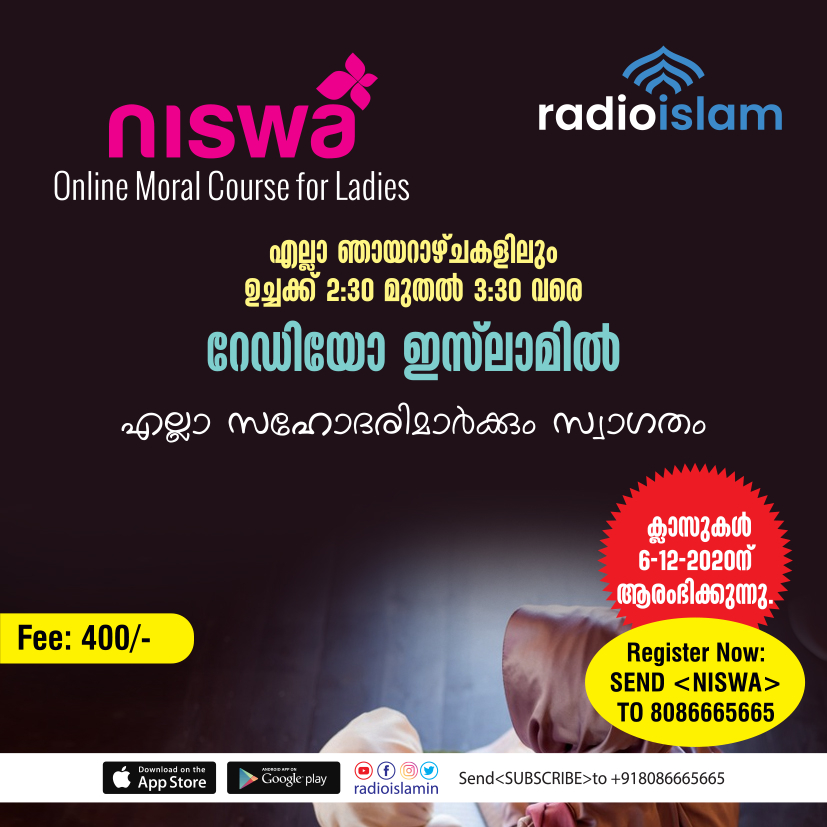 nıswa
radioislam
Online Moral Course for Ladies
എല്ലാ ഞായറാഴ്ചകളിലും
ഉച്ചക്ക് 2:30 മുതൽ 3:30 വരെ
റേഡിയോ ഇസ്‌ലാമിൽ
എല്ലാ സഹോദരിമാർക്കും സ്വാഗതം
ക്ലാസുകൾ
6-12-2020ന്
ആരംഭിക്കുന്നു.
Fee: 400/-
Register Now:
SEND <NISWA>
TO 8086665665
Download on the
App Store
ANDROID APP ON
Google play
radioislamin
Send<SUBSCRIBE>to +918086665665